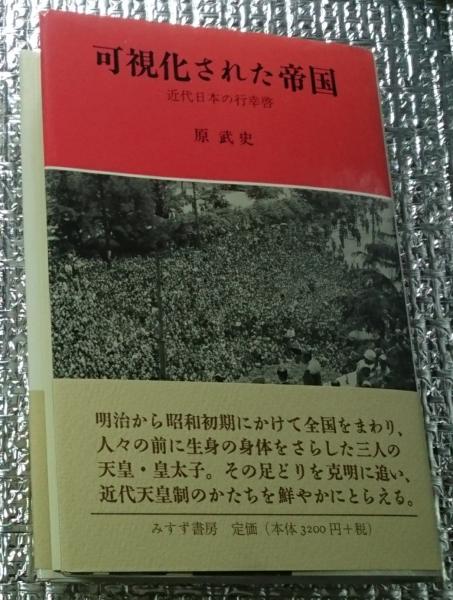 可視化された帝国
近代日本の行幸啓
原 武史
明治から昭和初期にかけて全国をまわり、
人々の前に生身の身体をさらした三人の
天皇・皇太子。その足どりを克明に追い、
近代天皇制のかたちを鮮やかにとらえる。
みすず書房 定価（本体3200円＋税）